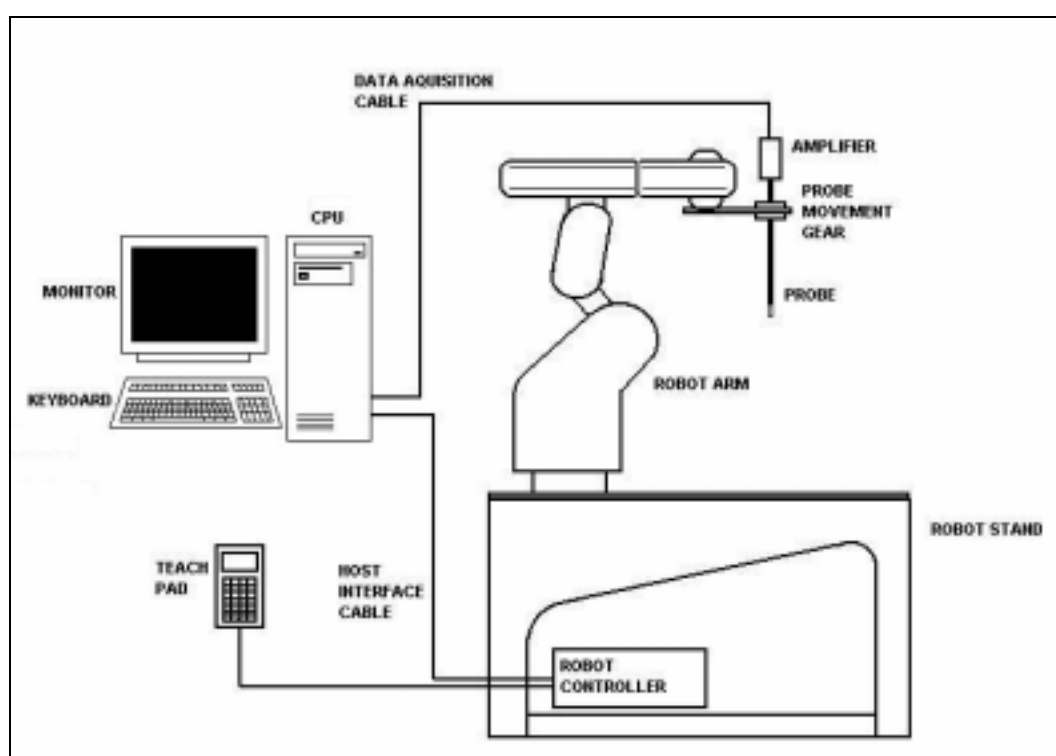 DATA AQUISITION
CABLE
AMPLIFIER
PROBE
MOVEMENT
GEAR
CPU
MONITOR
PROBE
KEYBOARD
ROBOT ARM
ROBOT STAND
TEACH
PAD
HOST
INTERFACE
CABLE
ROBOT
CONTROLLER